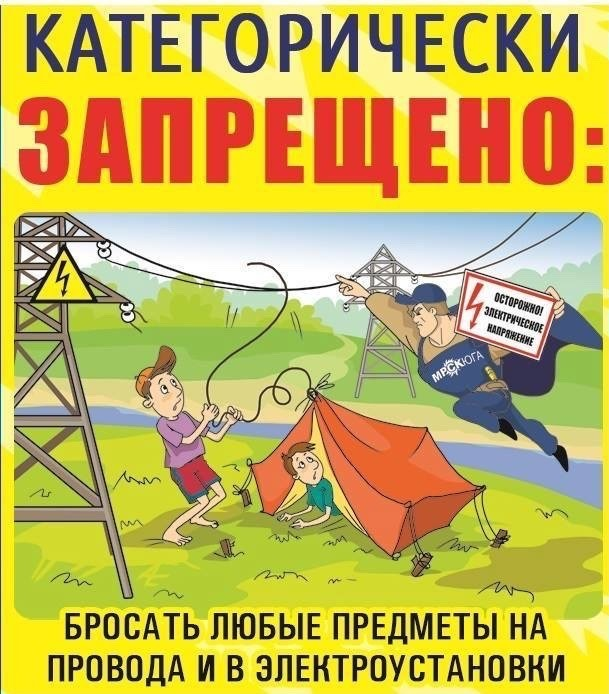 КАТЕГОРИЧЕСКИ
ЗАПРЕЩЕНО:
ОСТОРОЖНО!
ЭЛЕКТРИЧЕСКОЕ
НАПРЯЖЕНИЕ
МРСК ЮГА
БРОСАТЬ ЛЮБЫЕ ПРЕДМЕТЫ НА
ПРОВОДА И В ЭЛЕКТРОУСТАНОВКИ